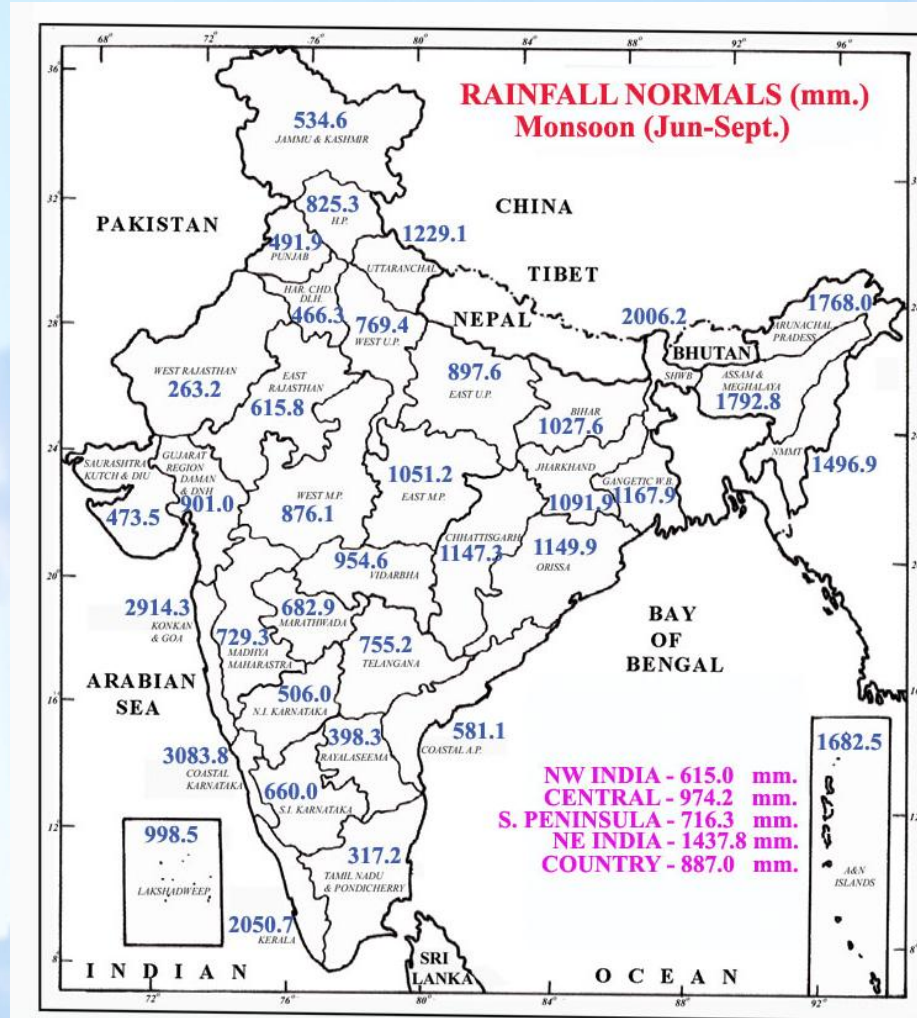 68° 72° 76° 80° 84° 88° 92° 96°
36°
RAINFALL NORMALS (mm.)
Monsoon (Jun-Sept.)
534.6
JAMMU & KASHMIR
32°
825.3
H.P.
CHINA
PAKISTAN
491.9
PUNJAB
1229.1
UTTARANCHAL
TIBET
HAR. CHD.
DLH.
466.3
28°
769.4
WEST U.P.
NEPAL
2006.2
1768.0
ARUNACHAL
PRADESS
BHUTAN
WEST RAJASTHAN
263.2
EAST
RAJASTHAN
615.8
897.6
EAST U.P.
SHWB
ASSAM &
MEGHALAYA
1792.8
BIHAR
1027.6
24°
SAURASHTRA
KUTCH & DIU
473.5
GUJARAT
REGION
DAMAN
& DNH
901.0
WEST M.P.
876.1
1051.2
EAST M.P.
JHARKHAND
1091.9
GANGETIC W.B.
1167.9
NMMT
1496.9
CHHATTISGARH
1147.3
1149.9
ORISSA
20°
954.6
VIDARBHA
2914.3
KONKAN
& GOA
682.9
MARATHWADA
729.3
MADHYA
MAHARASTRA
755.2
TELANGANA
BAY
OF
BENGAL
ARABIAN
SEA
16°
506.0
N.I. KARNATAKA
398.3
RAYALASEEMA
581.1
COASTAL A.P.
1682.5
3083.8
COASTAL
KARNATAKA
660.0
S.I. KARNATAKA
NW INDIA - 615.0 mm.
CENTRAL - 974.2 mm.
S. PENINSULA - 716.3 mm.
NE INDIA - 1437.8 mm.
COUNTRY - 887.0 mm.
12°
998.5
LAKSHADWEEP
317.2
TAMIL NADU
& PONDICHERRY
A&N
ISLANDS
2050.7
KERALA
8°
8°
SRI
LANKA
INDIAN OCEAN
72° 76° 80° 84° 88° 92°